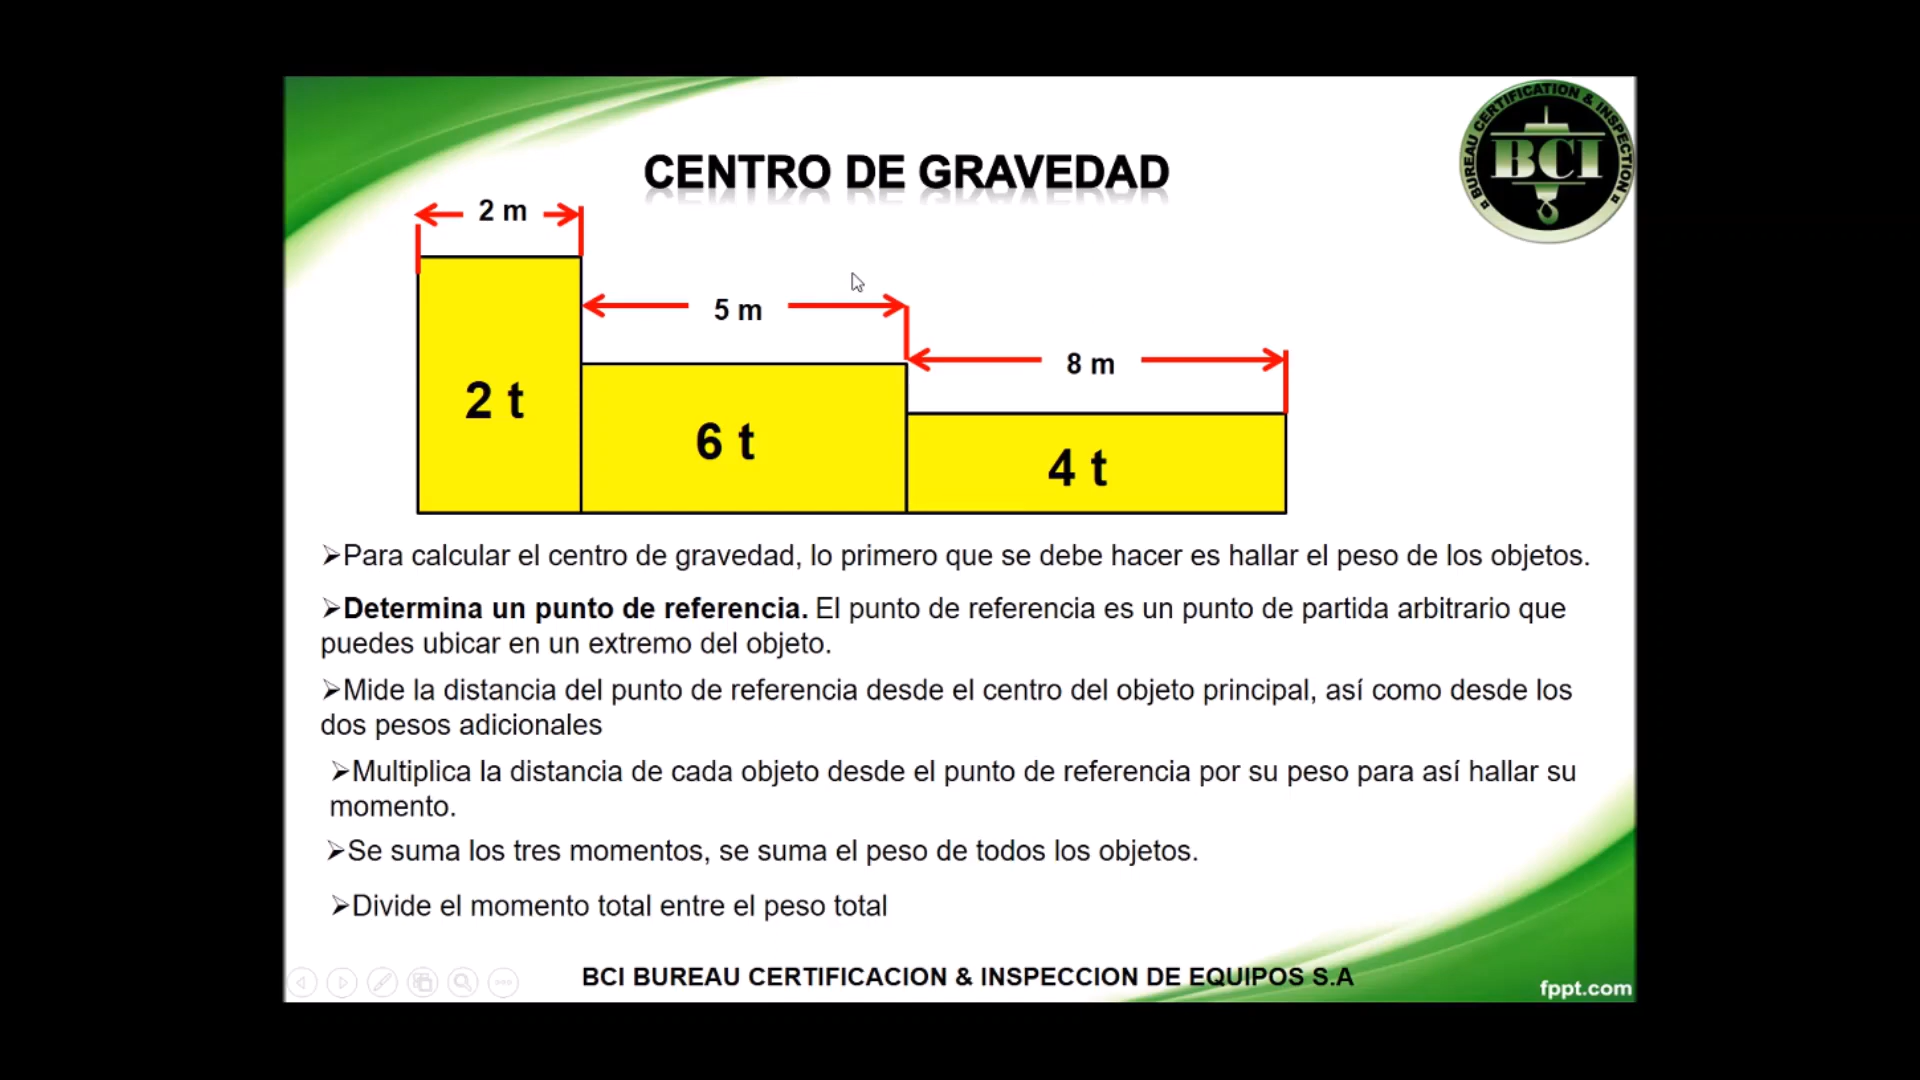 CENTRO DE GRAVEDAD
BUREAU CERTIFICATION & INSPECTION
BCI
2 m
5 m
8 m
2 t
6 t
4 t
➢Para calcular el centro de gravedad, lo primero que se debe hacer es hallar el peso de los objetos.
➢Determina un punto de referencia. El punto de referencia es un punto de partida arbitrario que
puedes ubicar en un extremo del objeto.
➢Mide la distancia del punto de referencia desde el centro del objeto principal, así como desde los
dos pesos adicionales
➢Multiplica la distancia de cada objeto desde el punto de referencia por su peso para así hallar su
momento.
➢Se suma los tres momentos, se suma el peso de todos los objetos.
➢Divide el momento total entre el peso total
BCI BUREAU CERTIFICACION & INSPECCION DE EQUIPOS S.A
fppt.com